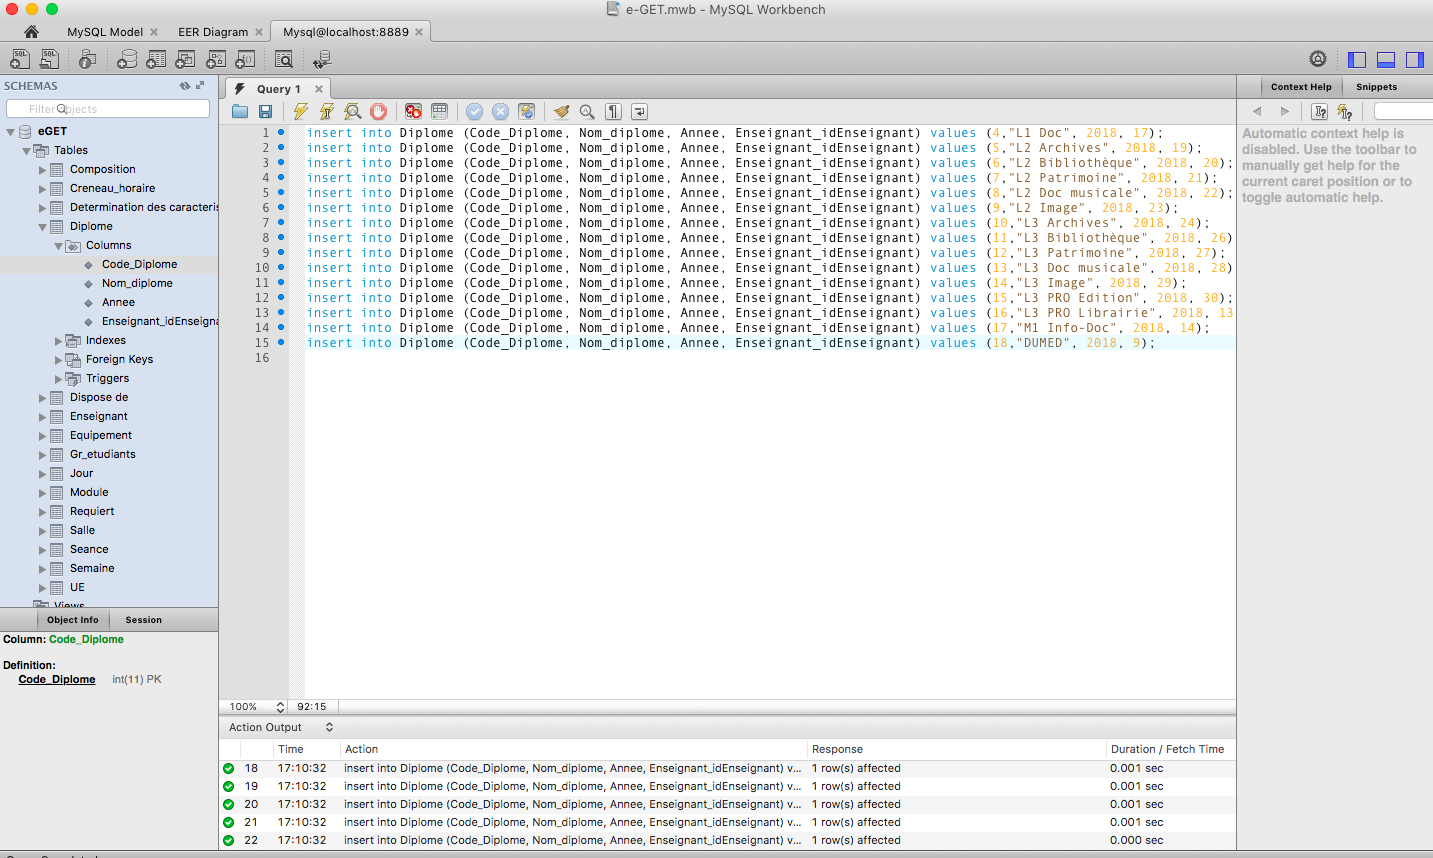 e-GET.mwb - MySQL Workbench
MySQL Model
EER Diagram
Mysql@localhost:8889
SCHEMAS
Filter objects
eGET
Tables
Composition
Creneau_horaire
Determination des caracteris
Diplome
Columns
Code_Diplome
Nom_diplome
Annee
Enseignant_idEnseigna
Indexes
Foreign Keys
Triggers
Dispose de
Enseignant
Equipement
Gr_etudiants
Jour
Module
Requiert
Salle
Seance
Semaine
UE
Views
Object Info Session
Column: Code_Diplome
Definition:
Code_Diplome int(11) PK
Query 1
1 insert into Diplome (Code_Diplome, Nom_diplome, Annee, Enseignant_idEnseignant) values (4,"L1 Doc", 2018, 17);
2 insert into Diplome (Code_Diplome, Nom_diplome, Annee, Enseignant_idEnseignant) values (5,"L2 Archives", 2018, 19);
3 insert into Diplome (Code_Diplome, Nom_diplome, Annee, Enseignant_idEnseignant) values (6,"L2 Bibliothèque", 2018, 20);
4 insert into Diplome (Code_Diplome, Nom_diplome, Annee, Enseignant_idEnseignant) values (7,"L2 Patrimoine", 2018, 21);
5 insert into Diplome (Code_Diplome, Nom_diplome, Annee, Enseignant_idEnseignant) values (8,"L2 Doc musicale", 2018, 22);
6 insert into Diplome (Code_Diplome, Nom_diplome, Annee, Enseignant_idEnseignant) values (9,"L2 Image", 2018, 23);
7 insert into Diplome (Code_Diplome, Nom_diplome, Annee, Enseignant_idEnseignant) values (10,"L3 Archives", 2018, 24);
8 insert into Diplome (Code_Diplome, Nom_diplome, Annee, Enseignant_idEnseignant) values (11,"L3 Bibliothèque", 2018, 26)
9 insert into Diplome (Code_Diplome, Nom_diplome, Annee, Enseignant_idEnseignant) values (12,"L3 Patrimoine", 2018, 27);
10 insert into Diplome (Code_Diplome, Nom_diplome, Annee, Enseignant_idEnseignant) values (13,"L3 Doc musicale", 2018, 28)
11 insert into Diplome (Code_Diplome, Nom_diplome, Annee, Enseignant_idEnseignant) values (14,"L3 Image", 2018, 29);
12 insert into Diplome (Code_Diplome, Nom_diplome, Annee, Enseignant_idEnseignant) values (15,"L3 PRO Edition", 2018, 30);
13 insert into Diplome (Code_Diplome, Nom_diplome, Annee, Enseignant_idEnseignant) values (16,"L3 PRO Librairie", 2018, 13
14 insert into Diplome (Code_Diplome, Nom_diplome, Annee, Enseignant_idEnseignant) values (17,"M1 Info-Doc", 2018, 14);
15 insert into Diplome (Code_Diplome, Nom_diplome, Annee, Enseignant_idEnseignant) values (18,"DUMED", 2018, 9);
16
100% 92:15
Action Output
Time Action Response Duration / Fetch Time
18 17:10:32 insert into Diplome (Code_Diplome, Nom_diplome, Annee, Enseignant_idEnseignant) v... 1 row(s) affected 0.001 sec
19 17:10:32 insert into Diplome (Code_Diplome, Nom_diplome, Annee, Enseignant_idEnseignant) v... 1 row(s) affected 0.001 sec
20 17:10:32 insert into Diplome (Code_Diplome, Nom_diplome, Annee, Enseignant_idEnseignant) v... 1 row(s) affected 0.001 sec
21 17:10:32 insert into Diplome (Code_Diplome, Nom_diplome, Annee, Enseignant_idEnseignant) v... 1 row(s) affected 0.001 sec
22 17:10:32 insert into Diplome (Code_Diplome, Nom_diplome, Annee, Enseignant_idEnseignant) v... 1 row(s) affected 0.000 sec
Context Help Snippets
Automatic context help is
disabled. Use the toolbar to
manually get help for the
current caret position or to
toggle automatic help.